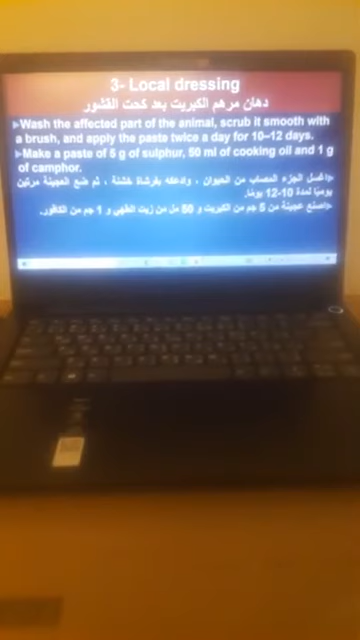 3- Local dressing
دهان مرهم الكبريت بعد كحت القشور
►Wash the affected part of the animal, scrub it smooth with
a brush, and apply the paste twice a day for 10–12 days.
►Make a paste of 5 g of sulphur, 50 ml of cooking oil and 1 g
of camphor.
اغسل الجزء المصاب من الحيوان ، وادعكه بفرشاة خشنة ، ثم ضع العجينة مرتين
يوميًا لمدة 10-12 يومًا.
اصنع عجينة من 5 جم من الكبريت و 50 مل من زيت الطهي و 1 جم من الكافور.